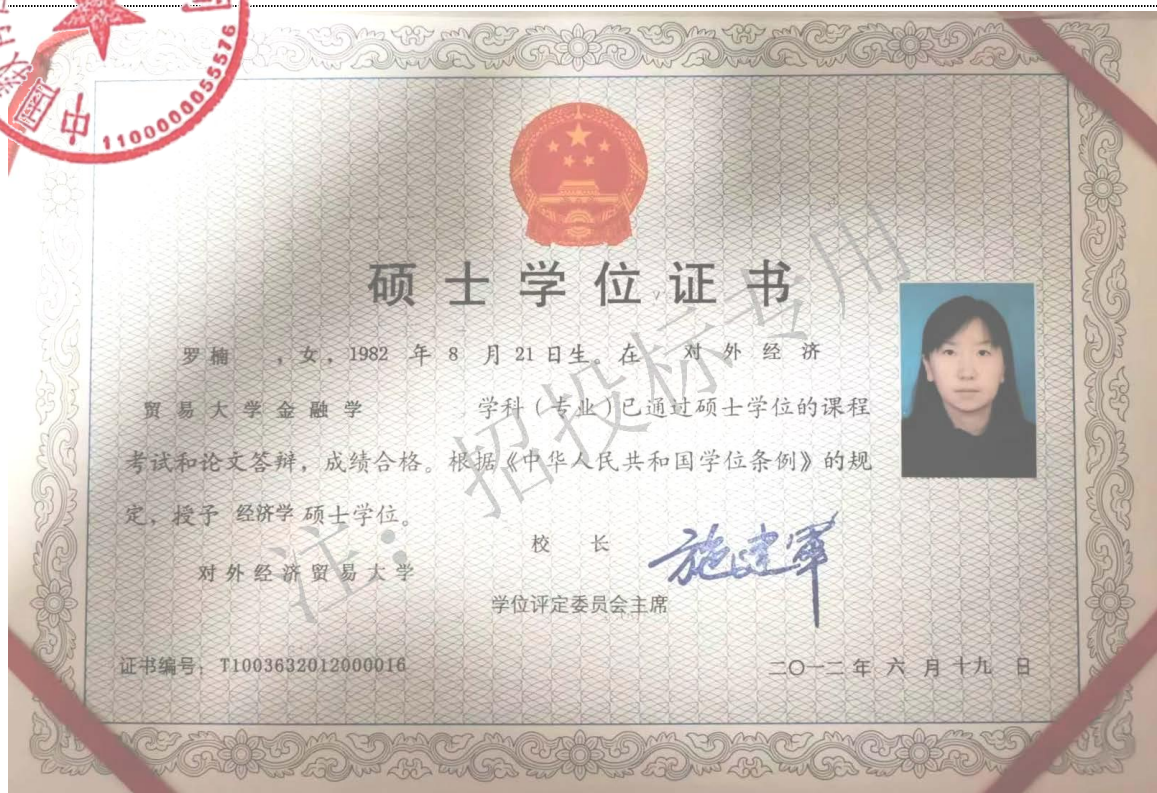 中
1100000055576
硕士学位证书
罗楠 ，女，1982 年 8 月 21 日生。在 对外经济
贸易大学金融学 学科（专业）已通过硕士学位的课程
考试和论文答辩，成绩合格。根据《中华人民共和国学位条例》的规
定，授予 经济学 硕士学位。
校 长 施建军
对外经济贸易大学
学位评定委员会主席
证书编号：T1003632012000016
二〇一二年 六 月 十九 日
注：招投标专用